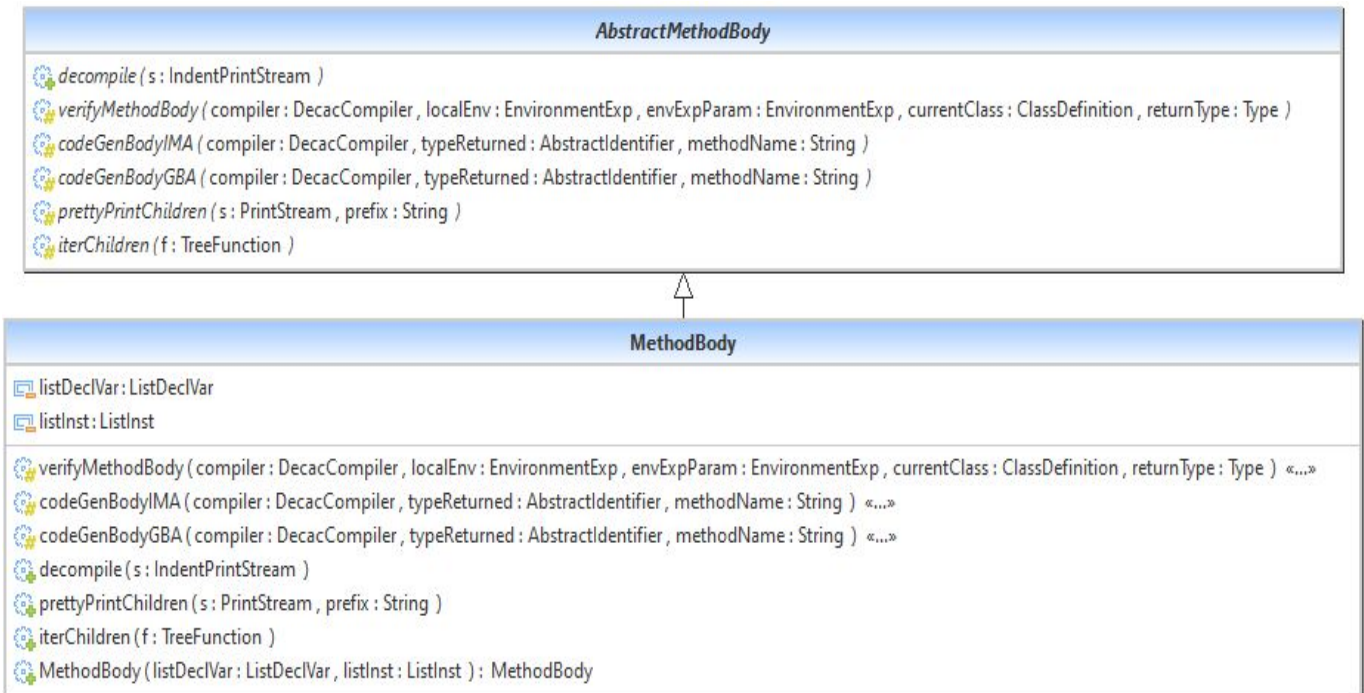 AbstractMethodBody
decompile ( s : IndentPrintStream )
verifyMethodBody ( compiler : DecacCompiler , localEnv : EnvironmentExp , envExpParam : EnvironmentExp , currentClass : ClassDefinition , returnType : Type )
codeGenBodyIMA ( compiler : DecacCompiler , typeReturned : AbstractIdentifier , methodName : String )
codeGenBodyGBA ( compiler : DecacCompiler , typeReturned : AbstractIdentifier , methodName : String )
prettyPrintChildren ( s : PrintStream , prefix : String )
iterChildren ( f : TreeFunction )
MethodBody
listDeclVar : ListDeclVar
listInst : ListInst
verifyMethodBody ( compiler : DecacCompiler , localEnv : EnvironmentExp , envExpParam : EnvironmentExp , currentClass : ClassDefinition , returnType : Type ) «...»
codeGenBodyIMA ( compiler : DecacCompiler , typeReturned : AbstractIdentifier , methodName : String ) «...»
codeGenBodyGBA ( compiler : DecacCompiler , typeReturned : AbstractIdentifier , methodName : String ) «...»
decompile ( s : IndentPrintStream )
prettyPrintChildren ( s : PrintStream , prefix : String )
iterChildren ( f : TreeFunction )
MethodBody ( listDeclVar : ListDeclVar , listInst : ListInst ) : MethodBody